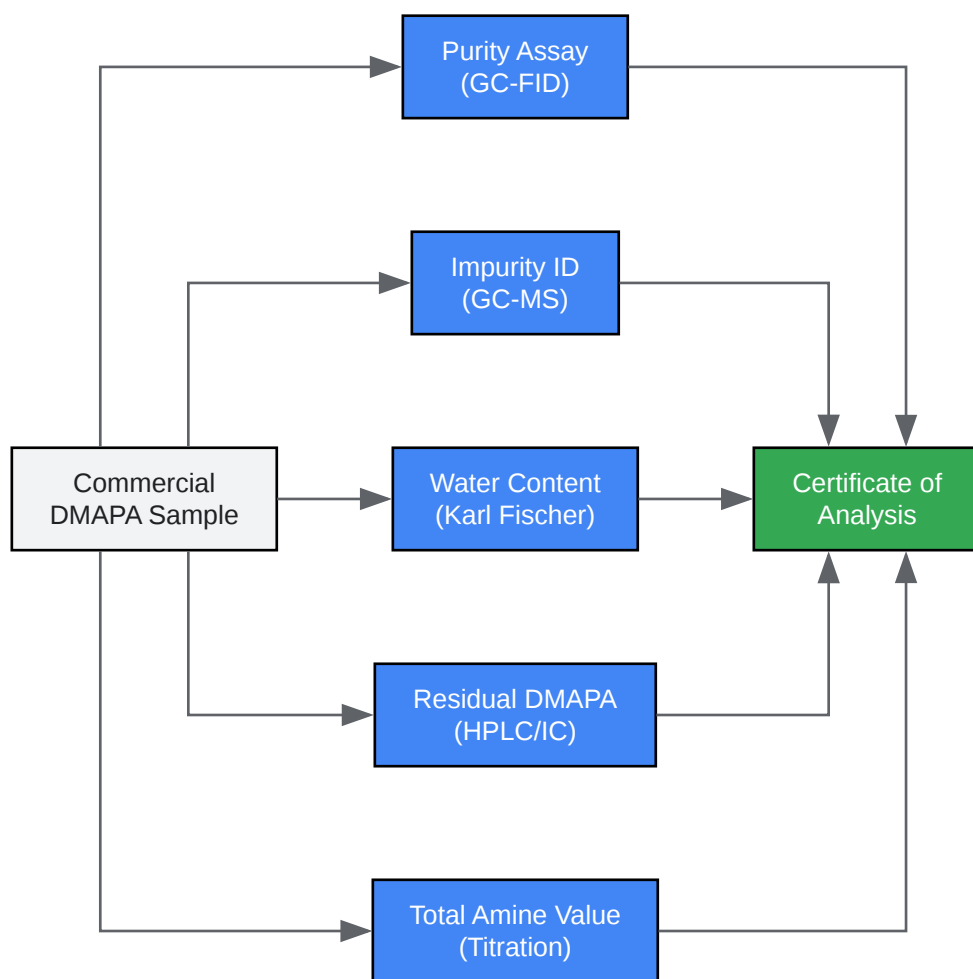 Purity Assay
(GC-FID)
Impurity ID
(GC-MS)
Commercial
DMAPA Sample
Water Content
(Karl Fischer)
Certificate of
Analysis
Residual DMAPA
(HPLC/IC)
Total Amine Value
(Titration)